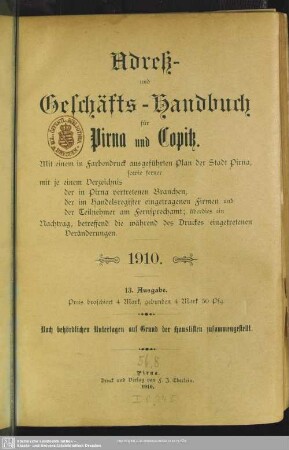 Adreß-
und
Geschäfts-Handbuch
für
Pirna und Copitz.
Mit einem in Farbendruck ausgeführten Plan der Stadt Pirna,
sowie ferner
mit je einem Verzeichnis
der in Pirna vertretenen Branchen,
der im Handelsregister eingetragenen Firmen und
der Teilnehmer am Fernsprechamt; überdies ein
Nachtrag, betreffend die während des Druckes eingetretenen
Veränderungen.
1910.
13. Ausgabe.
Preis broschiert 4 Mark, gebunden 4 Mark 50 Pfg.
Nach behördlichen Unterlagen auf Grund der Hauslisten zusammengestellt.
Pirna.
Druck und Verlag von F. J. Eberlein.
1910.